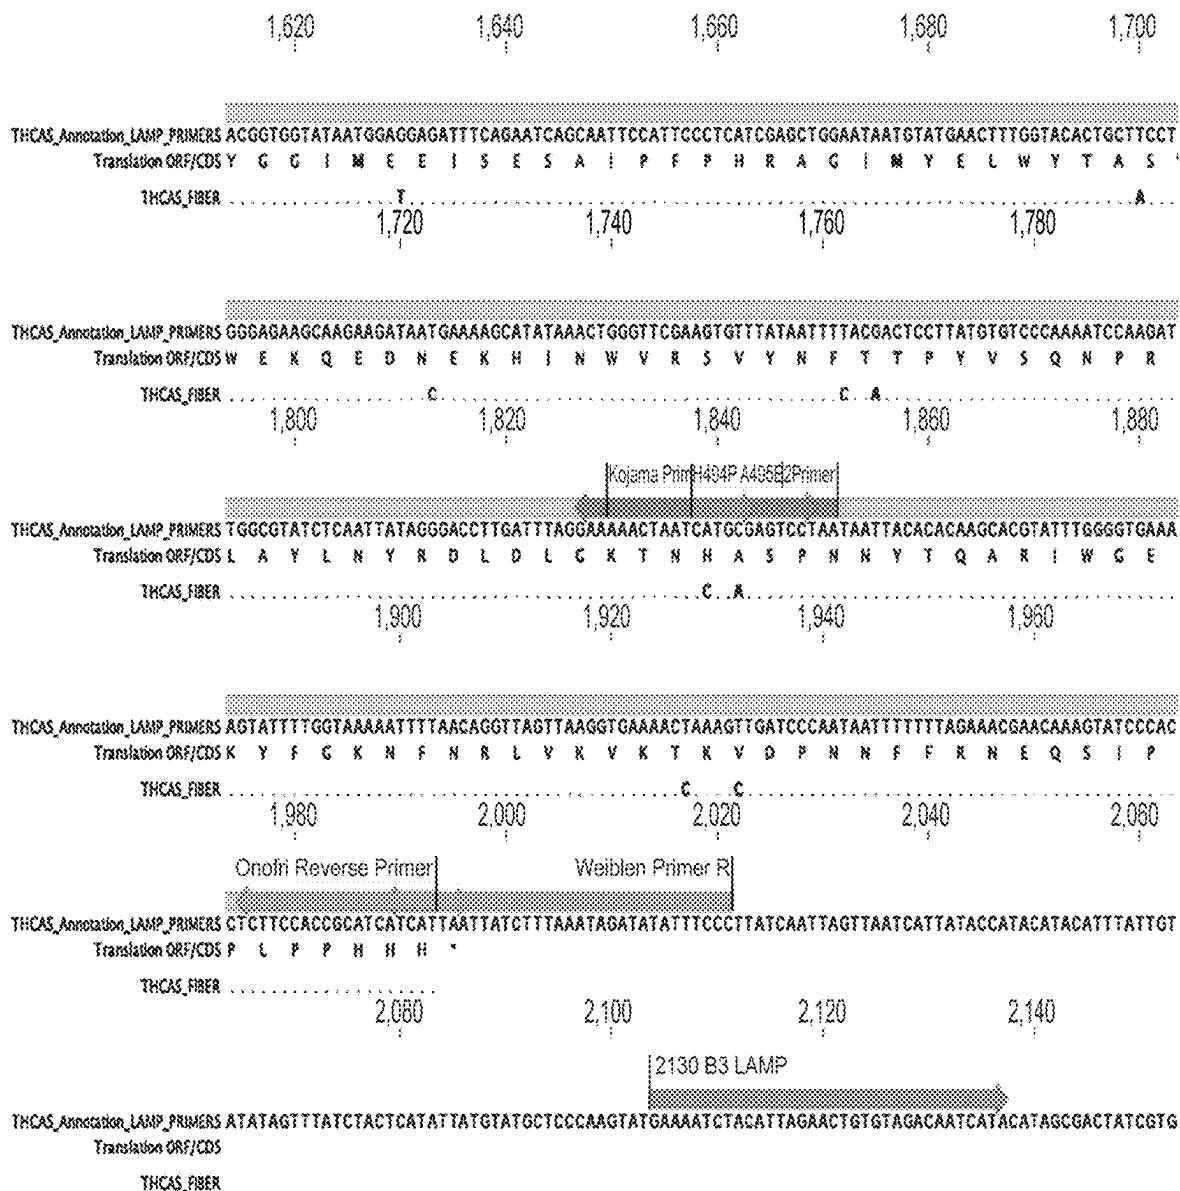 1,620 1,640 1,660 1,680 1,700
THCAS_Annotation_LAMP_PRIMERS ACGGTGGTATAATGGAGGAGATTTCAGAATCAGCAATTCCATTCCCTCATCGAGCTGGAATAATGTATGAACTTTGGTACACTGCTTCCT
Translation ORF/CDS Y G G I M E E I S E S A I P F P H R A G I M Y E L W Y T A S
THCAS_FIBER T A
1,720 1,740 1,760 1,780
THCAS_Annotation_LAMP_PRIMERS GGGAGAAGCAAGAAGATAATGAAAAGCATATAAACTGGGTTCGAAGTGTTTATAATTTTACGACTCCTTATGTGTCCCAAAATCCAAGAT
Translation ORF/CDS W E K Q E D N E K H I N W V R S V Y N F T T P Y V S Q N P R
THCAS_FIBER C C A
1,800 1,820 1,840 1,860 1,880
Kojama Prim H494P A495E 2Primer
THCAS_Annotation_LAMP_PRIMERS TGGCGTATCTCAATTATAGGGACCTTGATTTAGGAAAAACTAATCATGCGAGTCCTAATAATTACACACAAGCACGTATTTGGGGTGAAA
Translation ORF/CDS L A Y L N Y R D L D L G K T N H A S P N N Y T Q A R I W G E
THCAS_FIBER C A
1,900 1,920 1,940 1,960
THCAS_Annotation_LAMP_PRIMERS AGTATTTTGGTAAAAATTTTAACAGGTTAGTTAAGGTGAAAACTAAAGTTGATCCCAATAATTTTTTTAGAAACGAACAAAGTATCCCAC
Translation ORF/CDS K Y F G K N F N R L V K V K T K V D P N N F F R N E Q S I P
THCAS_FIBER C C
1,980 2,000 2,020 2,040 2,060
Onofri Reverse Primer Weiblen Primer R
THCAS_Annotation_LAMP_PRIMERS CTCTTCCACCGCATCATCATTAATTATCTTTAAATAGATATATTTCCCTTATCAATTAGTTAATCATTATACCATACATACATTTATTGT
Translation ORF/CDS P L P P H H H *
THCAS_FIBER
2,080 2,100 2,120 2,140
2130 B3 LAMP
THCAS_Annotation_LAMP_PRIMERS ATATAGTTTATCTACTCATATTATGTATGCTCCCAAGTATGAAAATCTACATTAGAACTGTGTAGACAATCATACATAGCGACTATCGTG
Translation ORF/CDS
THCAS_FIBER